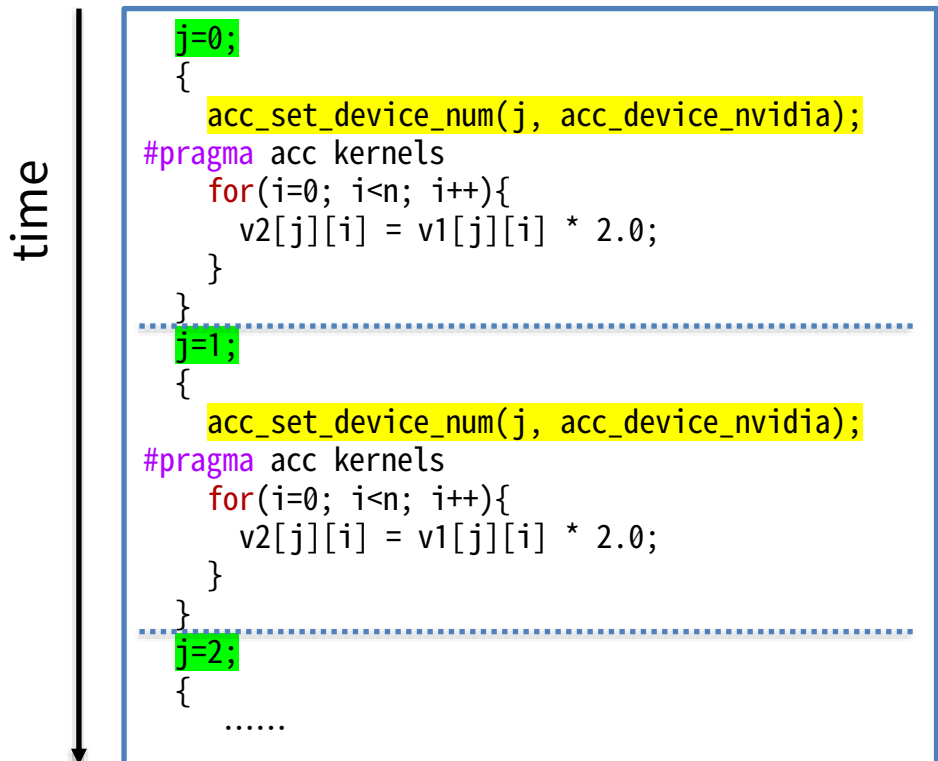 time
j=0;
{
acc_set_device_num(j, acc_device_nvidia);
#pragma acc kernels
for(i=0; i<n; i++){
v2[j][i] = v1[j][i] * 2.0;
}
}
j=1;
{
acc_set_device_num(j, acc_device_nvidia);
#pragma acc kernels
for(i=0; i<n; i++){
v2[j][i] = v1[j][i] * 2.0;
}
}
j=2;
{
......